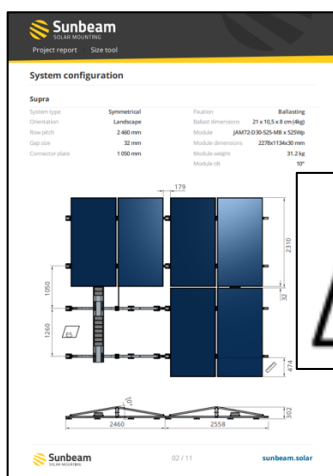 Sunbeam
SOLAR MOUNTING
Project report Size tool
System configuration
Supra
System type Symmetrical
Orientation Landscape
Row pitch 2 460 mm
Gap size 32 mm
Connector plate 1 050 mm
Fixation Ballasting
Ballast dimensions 21 x 10,5 x 8 cm (4kg)
Module JAM72-D30-525-MB x 525Wp
Module dimensions 2278x1134x30 mm
Module weight 31.2 kg
Module tilt 10°
179
2310
1050
32
1260
474
10°
302
2460 2558
Sunbeam
SOLAR MOUNTING
02 / 11
sunbeam.solar